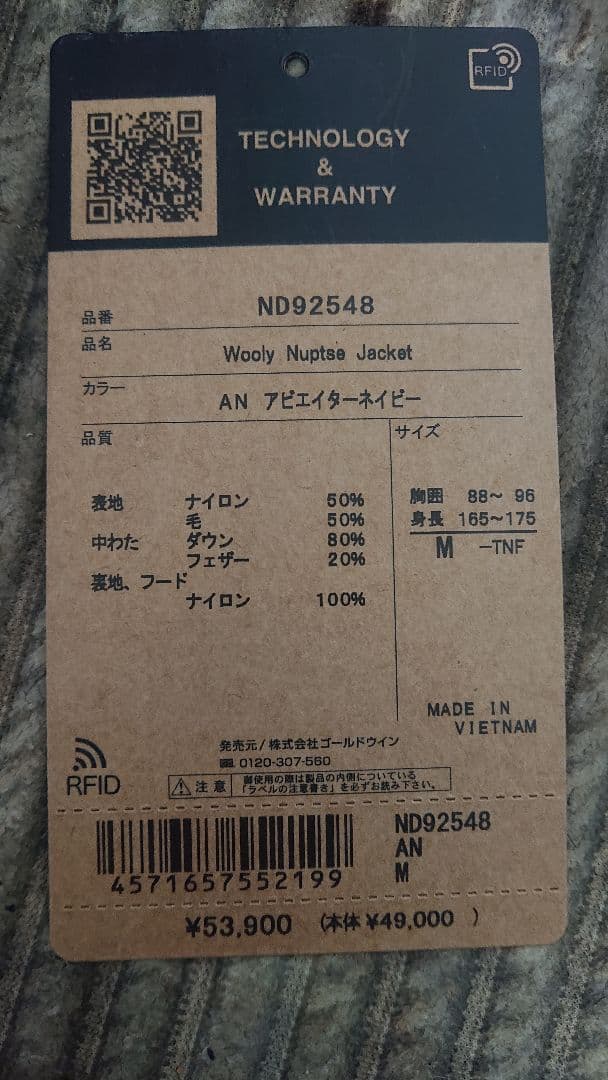 RFID
TECHNOLOGY
&
WARRANTY
品番 ND92548
品名 Wooly Nuptse Jacket
カラー AN アビエイターネイビー
品質
サイズ
表地 ナイロン 50%
毛 50%
中わた ダウン 80%
フェザー 20%
裏地、フード
ナイロン 100%
胸囲 88〜 96
身長 165〜175
M -TNF
MADE IN
VIETNAM
RFID
発売元/株式会社ゴールドウイン
0120-307-560
注意 御使用の際は製品の内側についている
「ラベルの注意書き」を必ずお読み下さい。
4571657552199
ND92548
AN
M
¥53,900 (本体 ¥49,000 )